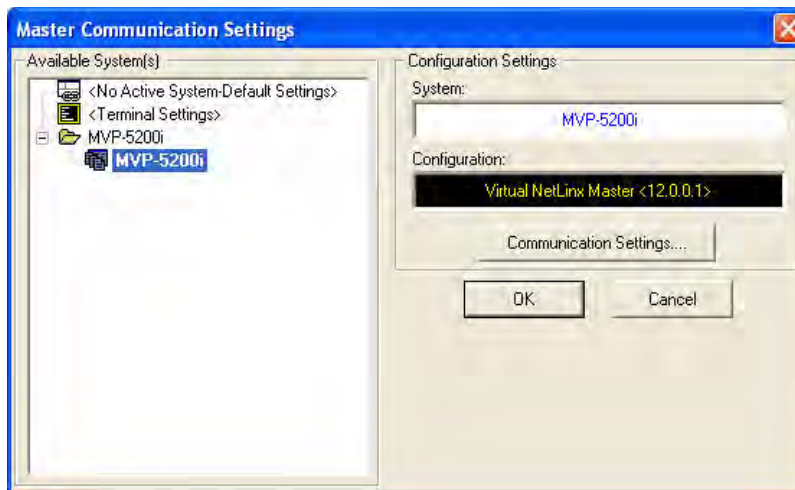 Master Communication Settings
Available System(s)
<No Active System-Default Settings>
<Terminal Settings>
MVP-5200i
MVP-5200i
Configuration Settings
System:
MVP-5200i
Configuration:
Virtual NetLinx Master <12.0.0.1>
Communication Settings....
OK
Cancel